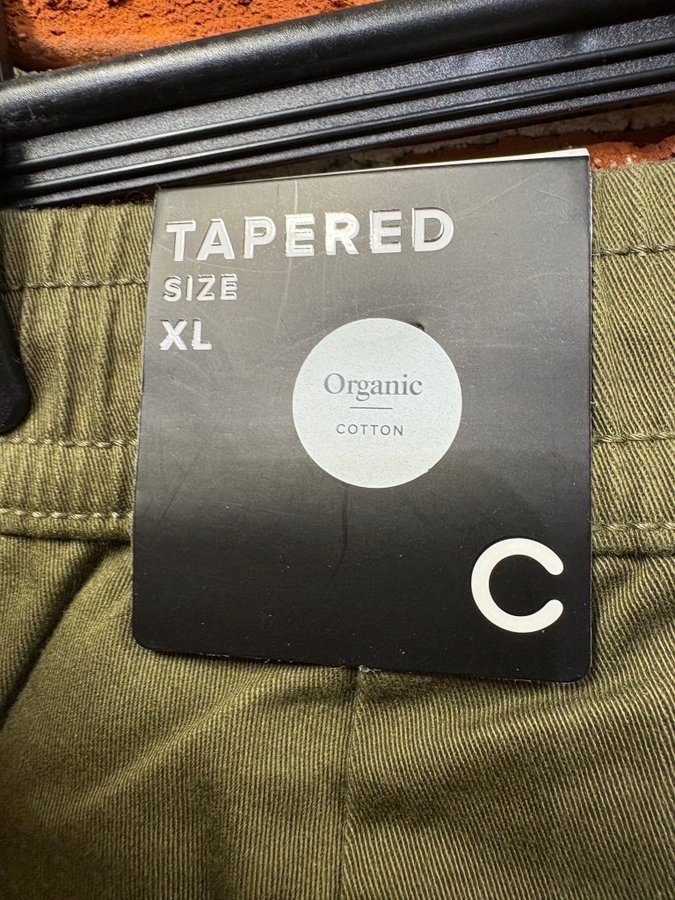 TAPERED
SIZE
XL
Organic
COTTON
C